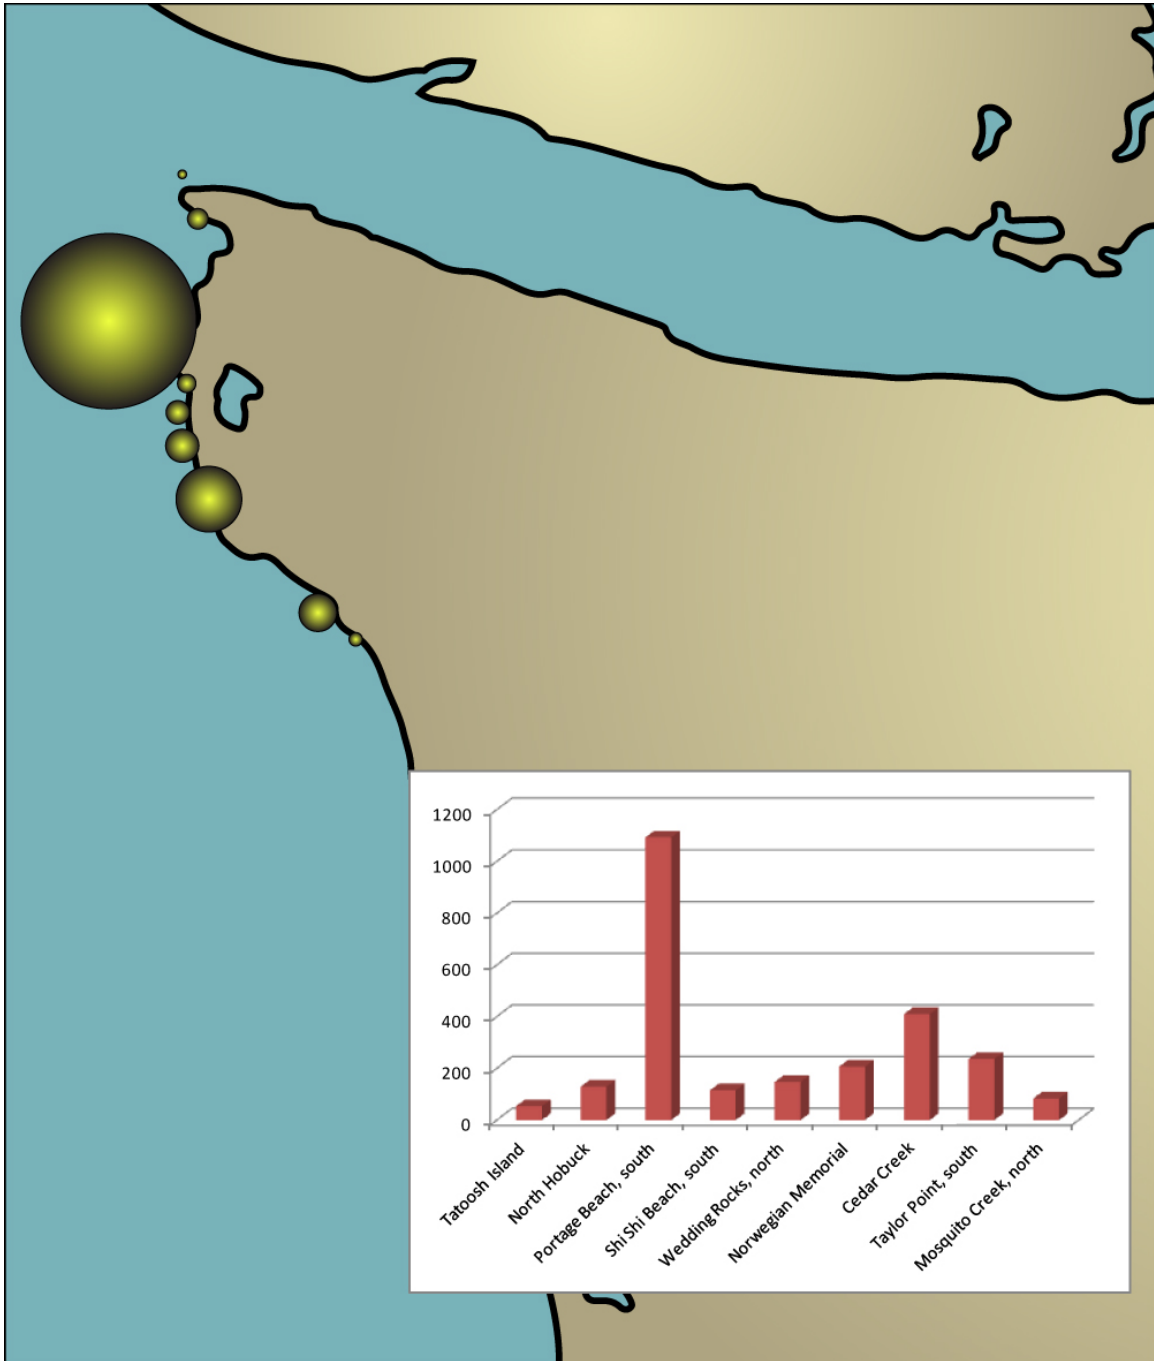 1200
1000
800
600
400
200
0
Tatoosh Island
North Hobuck
Portage Beach, south
Shi Shi Beach, south
Wedding Rocks, north
Norwegian Memorial
Cedar Creek
Taylor Point, south
Mosquito Creek, north